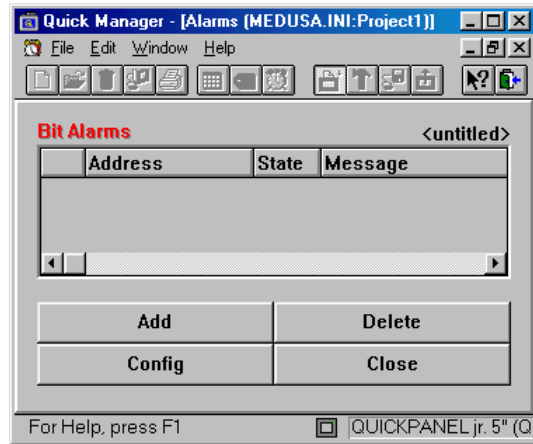 Quick Manager - [Alarms (MEDUSA.INI:Project1)]
File Edit Window Help
Bit Alarms <untitled>
Address State Message
Add Delete
Config Close
For Help, press F1 QUICKPANEL jr. 5" (Q